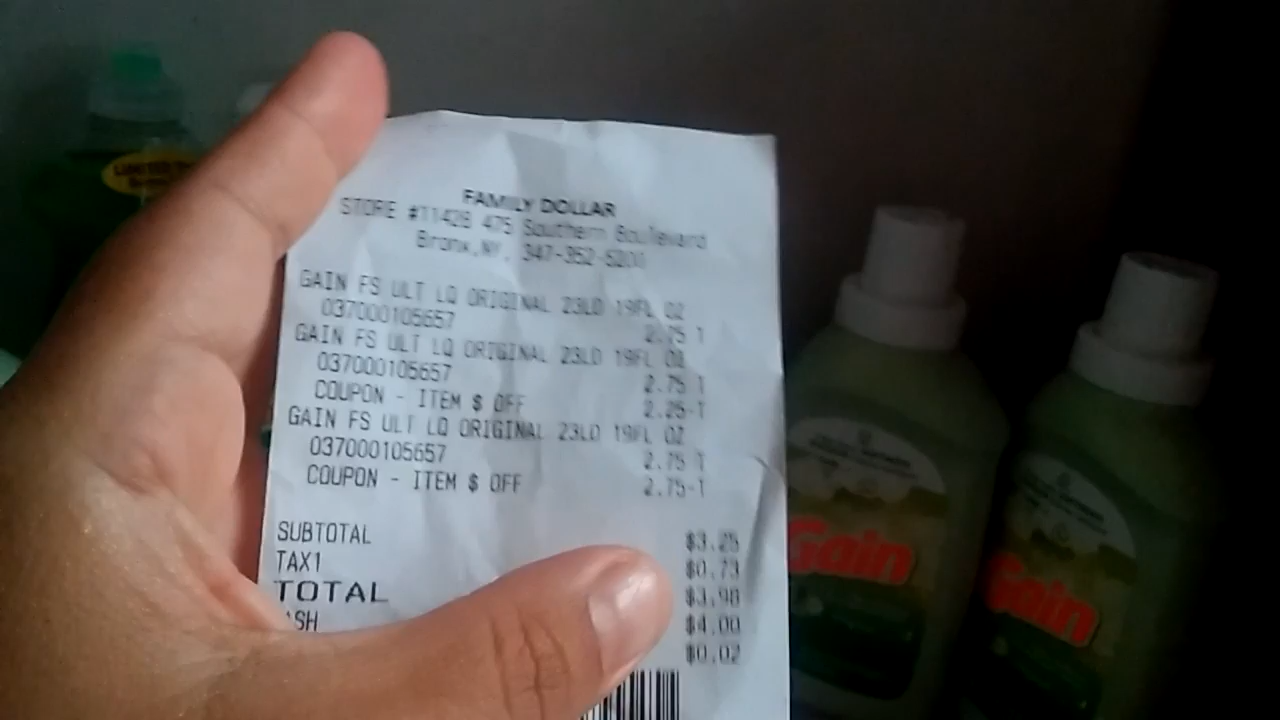 FAMILY DOLLAR
STORE #11426 475 Southern Boulevard
Bronx,NY, 347-352-6200
GAIN FS ULT LQ ORIGINAL 23LD 19FL OZ
037000105657 2.75 T
GAIN FS ULT LQ ORIGINAL 23LD 19FL OZ
037000105657 2.75 T
COUPON - ITEM $ OFF 2.25-T
GAIN FS ULT LQ ORIGINAL 23LD 19FL OZ
037000105657 2.75 T
COUPON - ITEM $ OFF 2.75-T
SUBTOTAL $3.25
TAX1 $0.73
TOTAL $3.98
ASH $4.00
$0.02
Gain
Gain